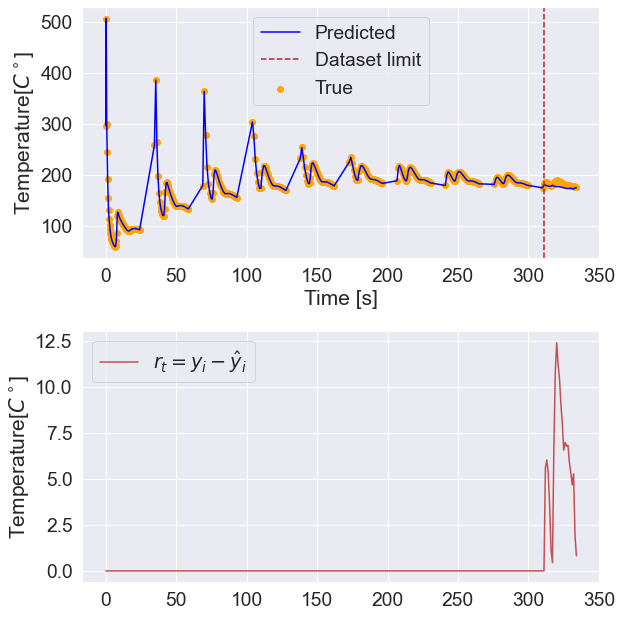 Temperature[C°]
500
400
300
200
100
Predicted
Dataset limit
True
0 50 100 150 200 250 300 350
Time [s]
Temperature[C°]
12.5
10.0
7.5
5.0
2.5
0.0
r_t = y_i − ŷ_i
0 50 100 150 200 250 300 350